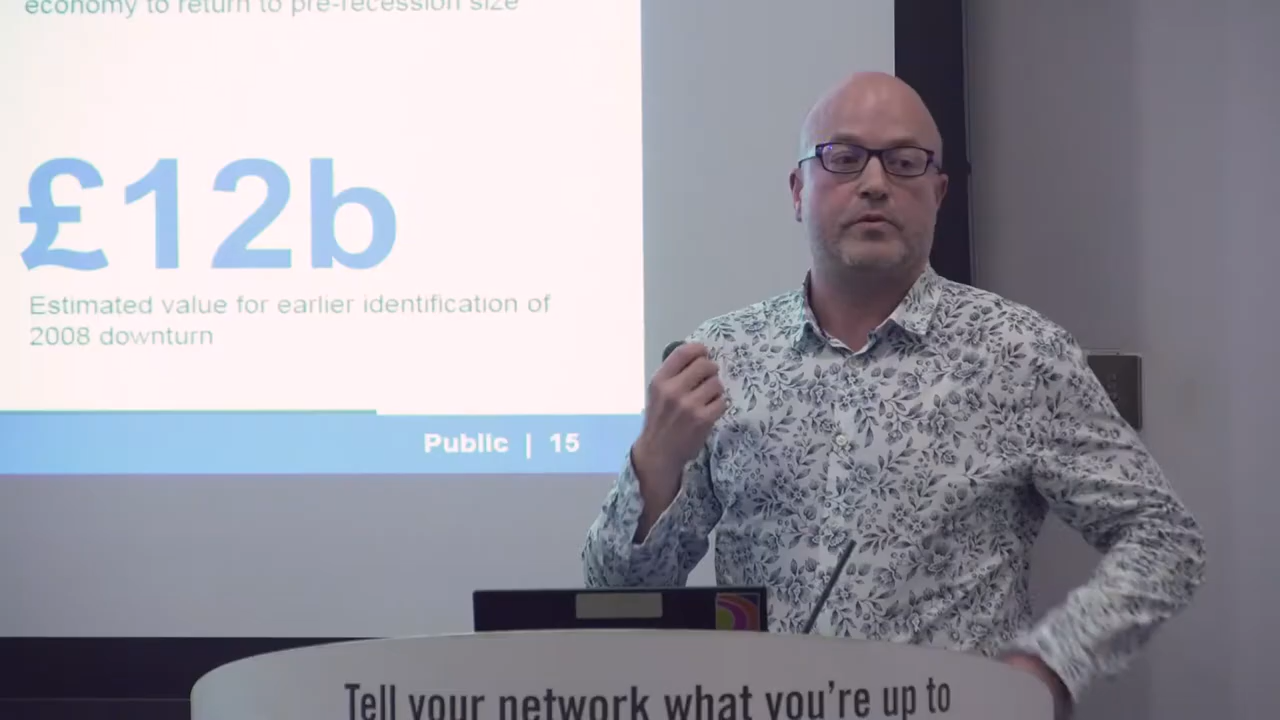 economy to return to pre-recession size
£12b
Estimated value for earlier identification of
2008 downturn
Public | 15
Tell your network what you're up to